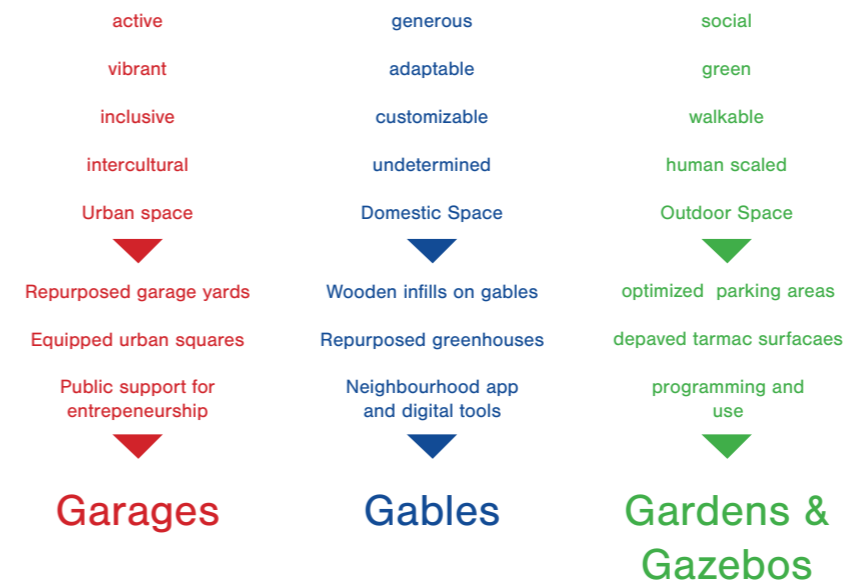 active
vibrant
inclusive
intercultural
Urban space
Repurposed garage yards
Equipped urban squares
Public support for
entrepeneurship
Garages
generous
adaptable
customizable
undetermined
Domestic Space
Wooden infills on gables
Repurposed greenhouses
Neighbourhood app
and digital tools
Gables
social
green
walkable
human scaled
Outdoor Space
optimized parking areas
depaved tarmac surfacaes
programming and
use
Gardens &
Gazebos